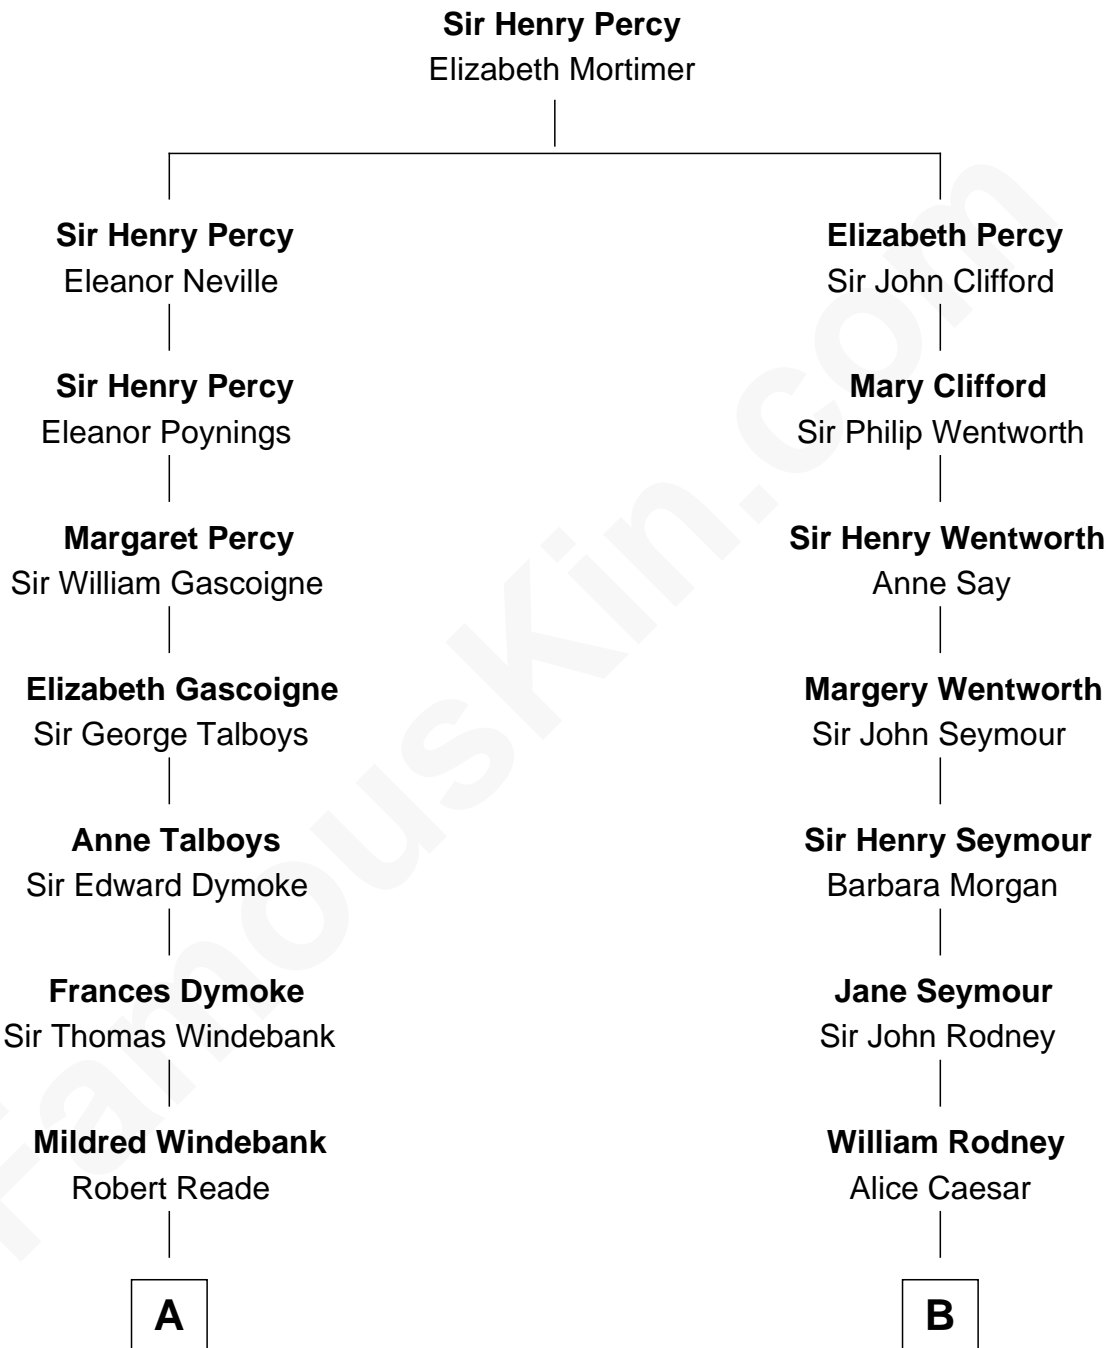 Sir Henry Percy
Elizabeth Mortimer
Sir Henry Percy
Eleanor Neville
Elizabeth Percy
Sir John Clifford
Sir Henry Percy
Eleanor Poynings
Mary Clifford
Sir Philip Wentworth
Margaret Percy
Sir William Gascoigne
Sir Henry Wentworth
Anne Say
Elizabeth Gascoigne
Sir George Talboys
Margery Wentworth
Sir John Seymour
Anne Talboys
Sir Edward Dymoke
Sir Henry Seymour
Barbara Morgan
Frances Dymoke
Sir Thomas Windebank
Jane Seymour
Sir John Rodney
Mildred Windebank
Robert Reade
William Rodney
Alice Caesar
A
B
FamousKin.com